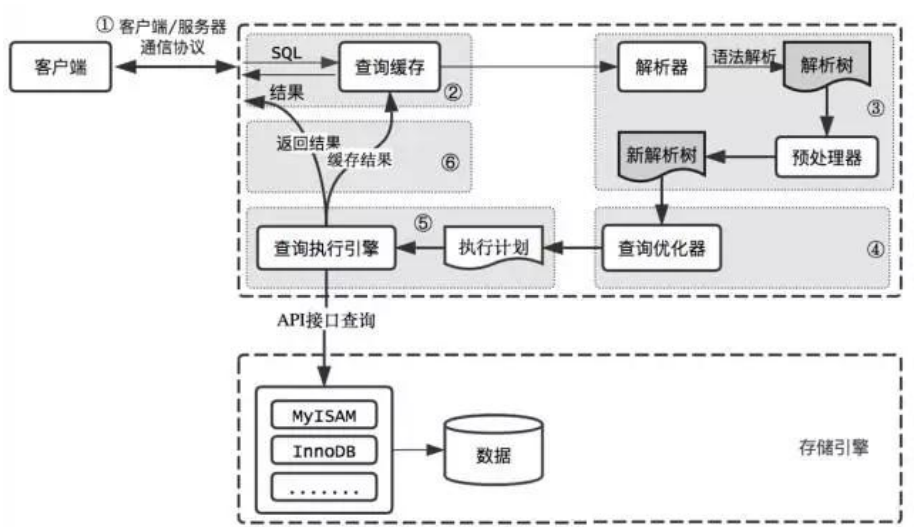 ① 客户端/服务器
通信协议
客户端
SQL
查询缓存
结果
②
解析器
语法解析
解析树
③
预处理器
新解析树
返回结果
缓存结果
⑥
查询执行引擎
⑤
执行计划
查询优化器
④
API接口查询
MyISAM
InnoDB
.......
数据
存储引擎